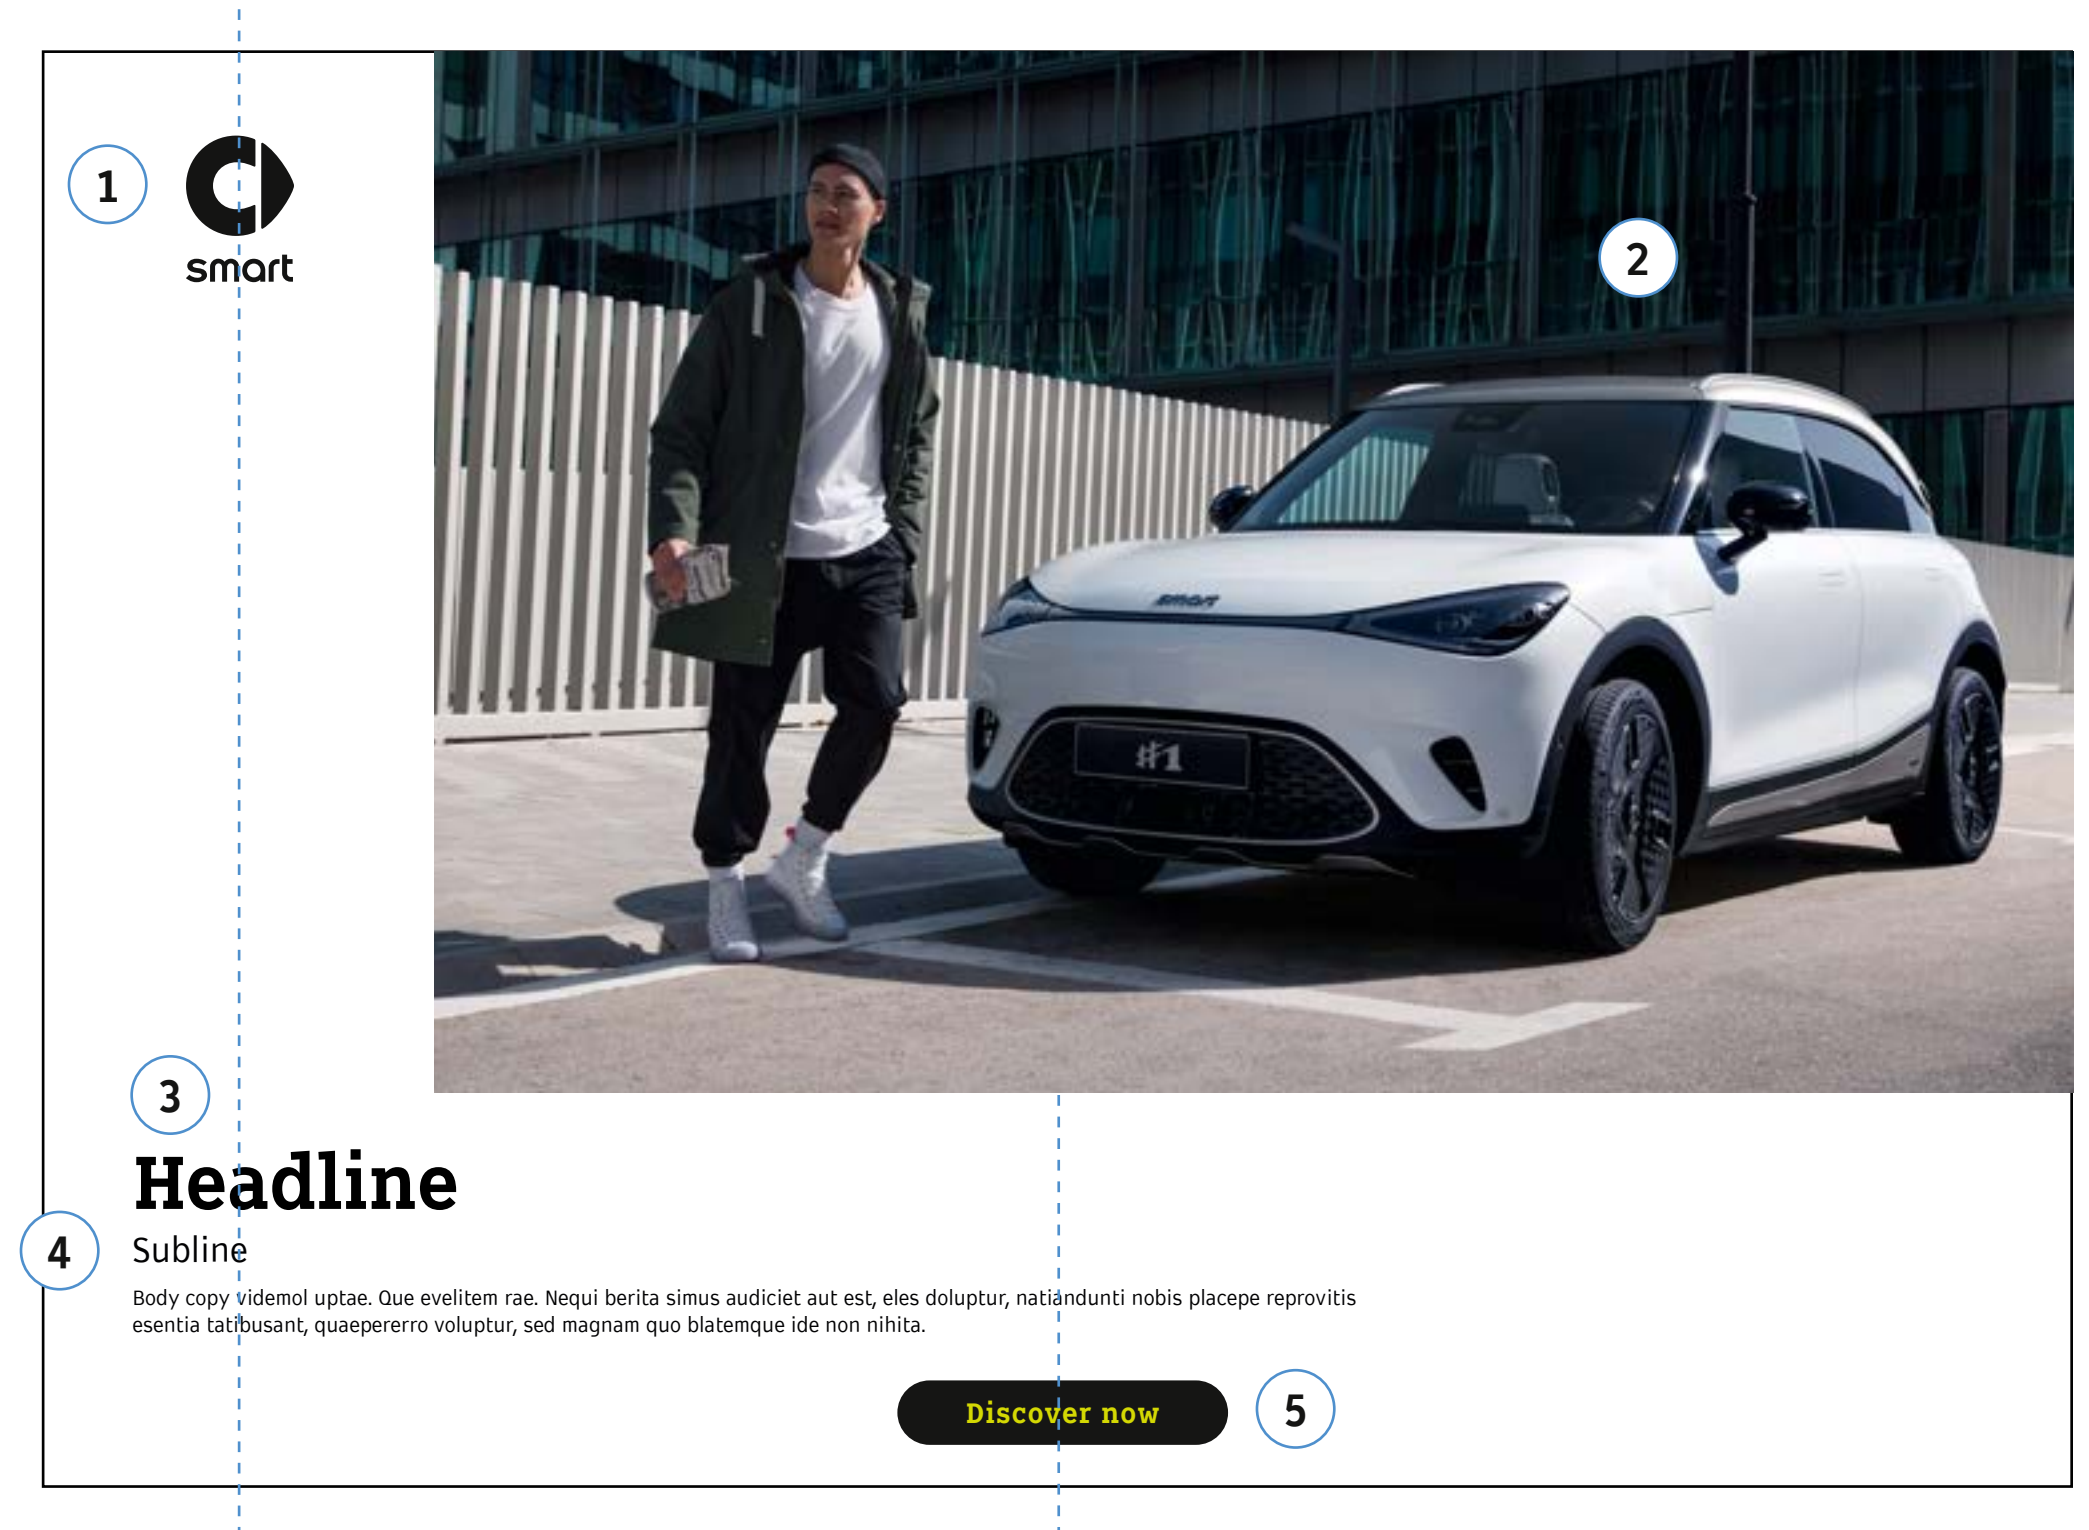 1
smart
2
smart
#1
3
Headline
4
Subline
Body copy videmol uptae. Que evelitem rae. Nequi berita simus audiciet aut est, eles doluptur, natiandunti nobis placepe reprovitis
esentia tatibusant, quaepererro voluptur, sed magnam quo blatemque ide non nihita.
Discover now
5